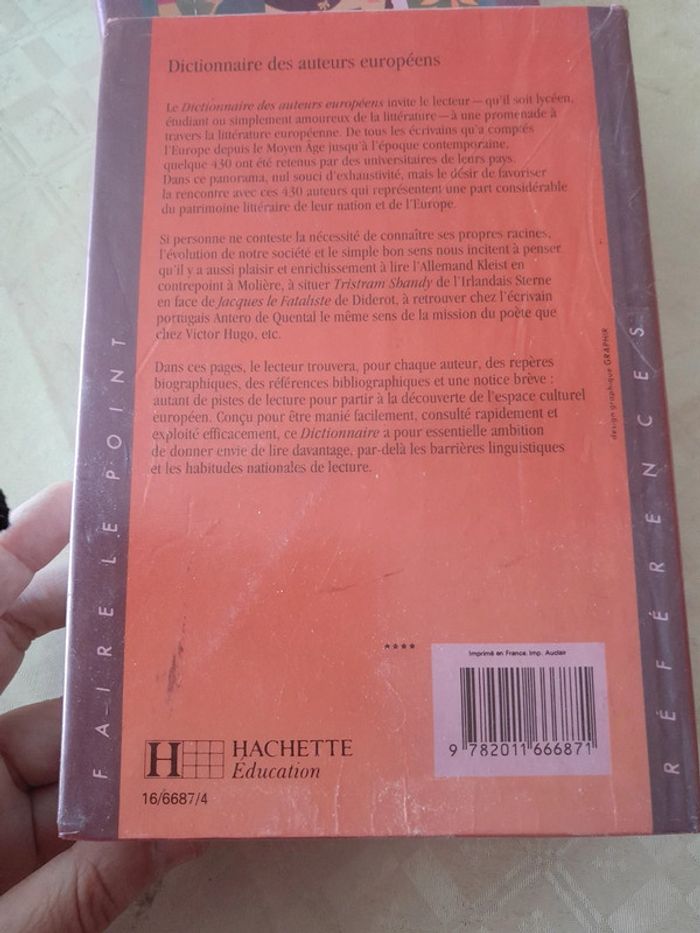 Dictionnaire des auteurs européens
Le Dictionnaire des auteurs européens invite le lecteur — qu'il soit lycéen,
étudiant ou simplement amoureux de la littérature — à une promenade à
travers la littérature européenne. De tous les écrivains qu'a comptés
l'Europe depuis le Moyen Âge jusqu'à l'époque contemporaine,
quelque 430 ont été retenus par des universitaires de leurs pays.
Dans ce panorama, nul souci d'exhaustivité, mais le désir de favoriser
la rencontre avec ces 430 auteurs qui représentent une part considérable
du patrimoine littéraire de leur nation et de l'Europe.
Si personne ne conteste la nécessité de connaître ses propres racines,
l'évolution de notre société et le simple bon sens nous incitent à penser
qu'il y a aussi plaisir et enrichissement à lire l'Allemand Kleist en
contrepoint à Molière, à situer Tristram Shandy de l'Irlandais Sterne
en face de Jacques le Fataliste de Diderot, à retrouver chez l'écrivain
portugais Antero de Quental le même sens de la mission du poète que
chez Victor Hugo, etc.
Dans ces pages, le lecteur trouvera, pour chaque auteur, des repères
biographiques, des références bibliographiques et une notice brève :
autant de pistes de lecture pour partir à la découverte de l'espace culturel
européen. Conçu pour être manié facilement, consulté rapidement et
exploité efficacement, ce Dictionnaire a pour essentielle ambition
de donner envie de lire davantage, par-delà les barrières linguistiques
et les habitudes nationales de lecture.
FAIRE LE POINT
RÉFÉRENCES
design graphique GRAPHIR
****
Imprimé en France. Imp. Auclair
9 782011 666871
H HACHETTE
Éducation
16/6687/4